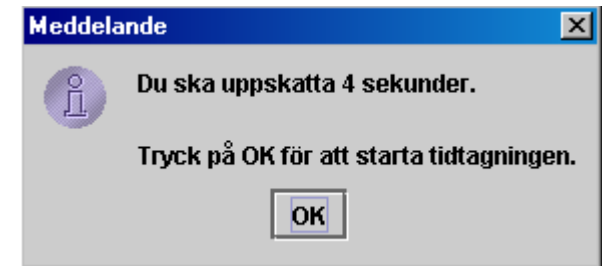 Meddelande
Du ska uppskatta 4 sekunder.
Tryck på OK för att starta tidtagningen.
OK